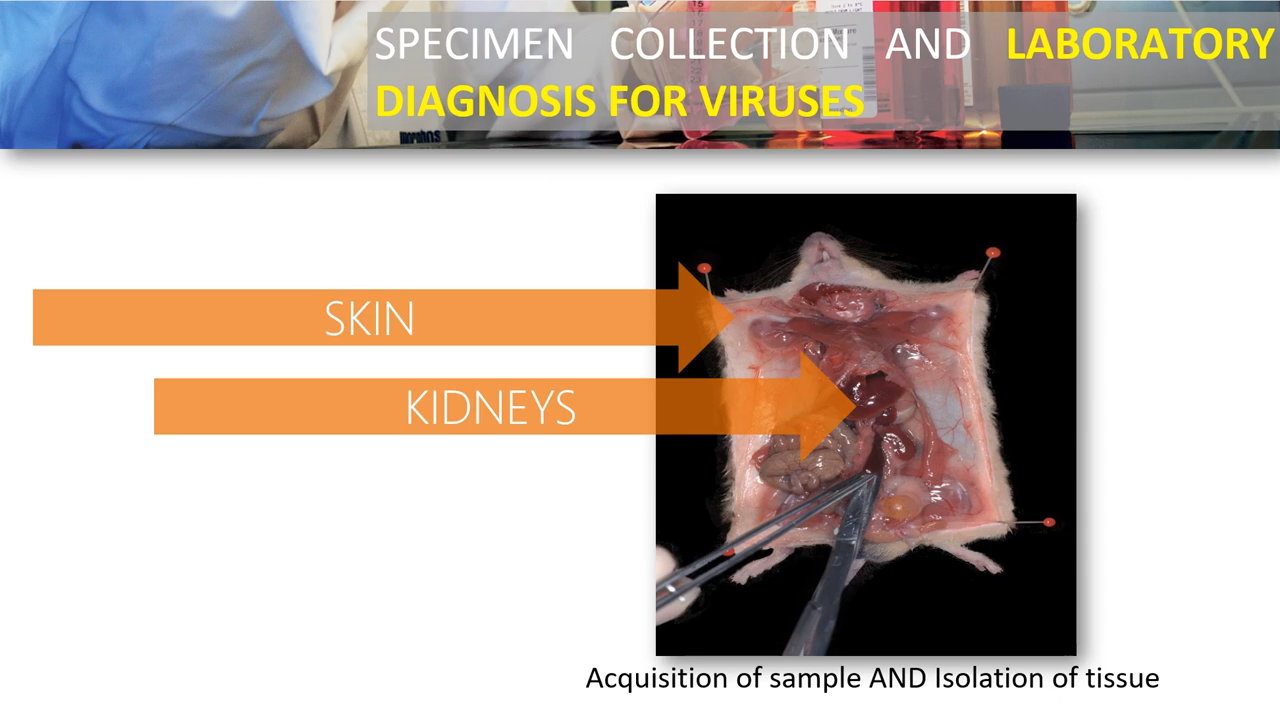 SPECIMEN COLLECTION AND LABORATORY
DIAGNOSIS FOR VIRUSES
SKIN
KIDNEYS
Acquisition of sample AND Isolation of tissue